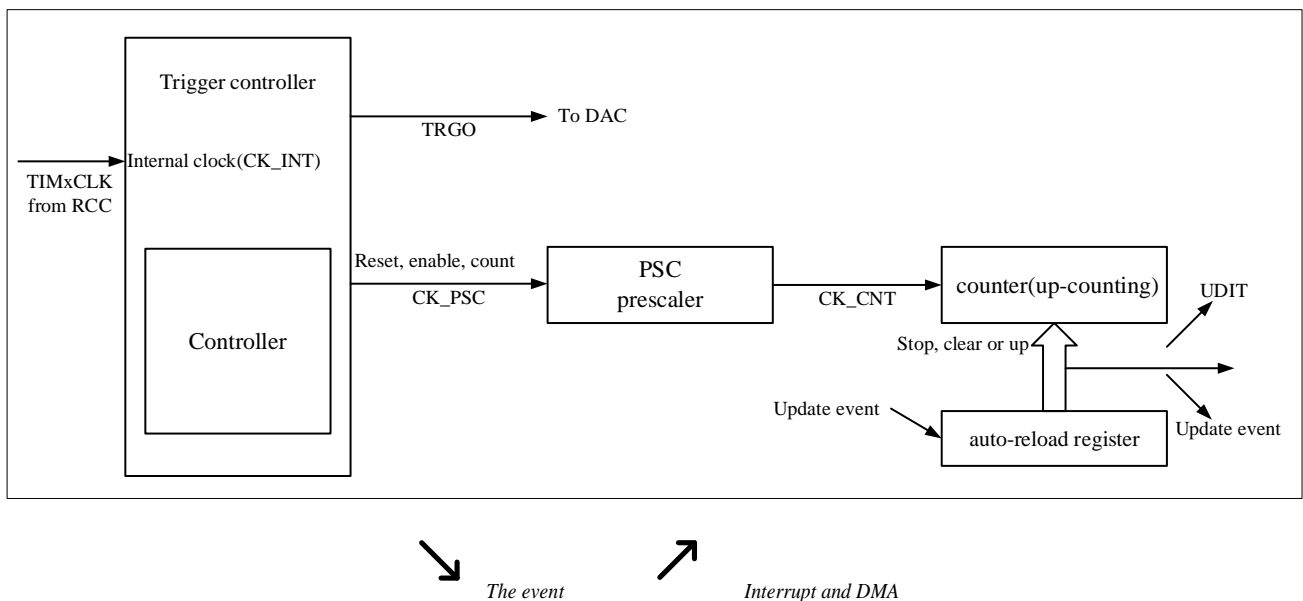 Trigger controller
TRGO
To DAC
Internal clock(CK_INT)
TIMxCLK
from RCC
Reset, enable, count
CK_PSC
PSC
prescaler
CK_CNT
counter(up-counting)
UDIT
Controller
Stop, clear or up
Update event
auto-reload register
Update event
The event
Interrupt and DMA